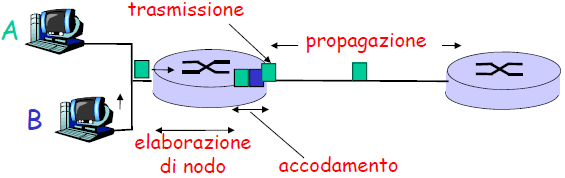 trasmissione
A
propagazione
B
elaborazione
di nodo
accodamento